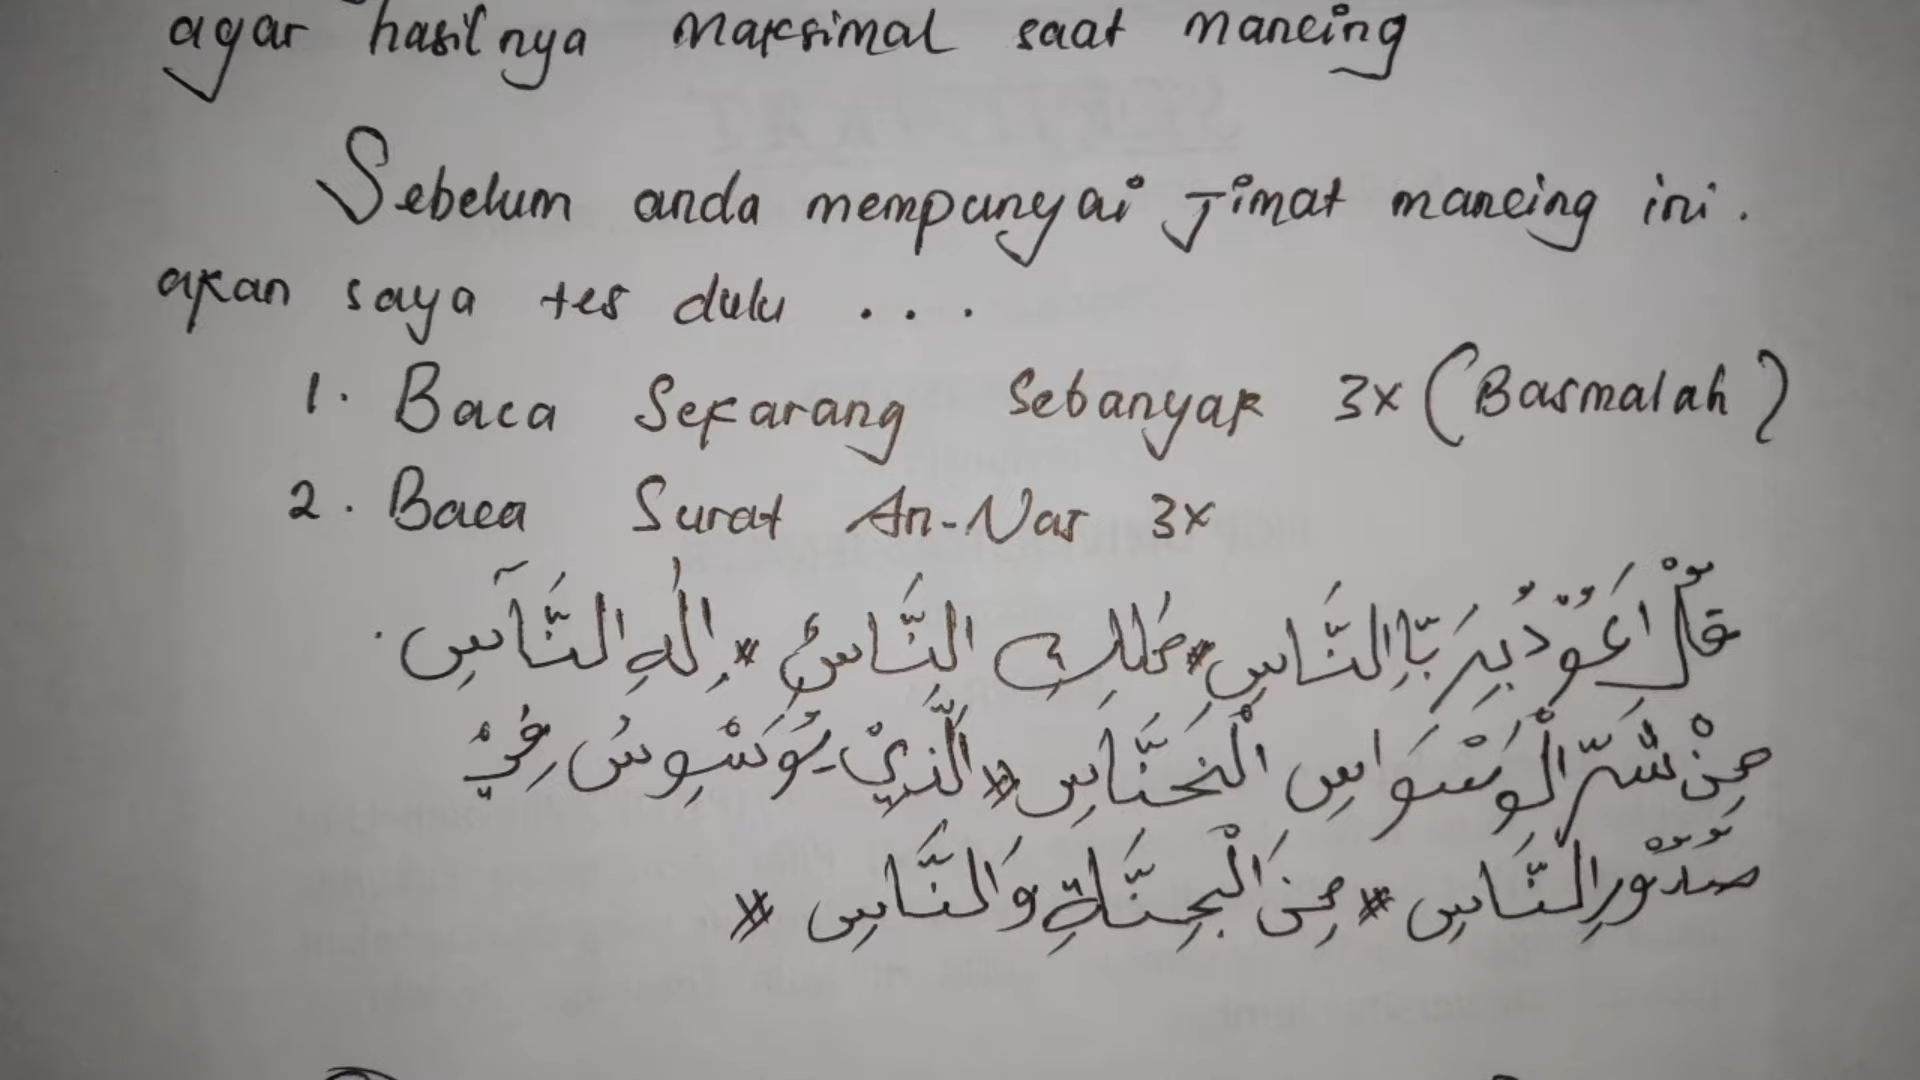 agar hasilnya maksimal saat mancing
Sebelum anda mempunyai jimat mancing ini.
akan saya tes dulu ....
1. Baca Sekarang Sebanyak 3x (Basmalah)
2. Baca Surat An-Nas 3x
قُلْ اَعُوْذُ بِرَبِّ النَّاسِ * مَلِكِ النَّاسِ * اِلٰهِ النَّآسِ.
مِنْ شَرِّ الْوَسْوَاسِ الْخَنَّاسِ * الَّذِيْ يُوَسْوِسُ فِيْ
صُدُوْرِ النَّاسِ * مِنَ الْجِنَّةِ وَالنَّاسِ *